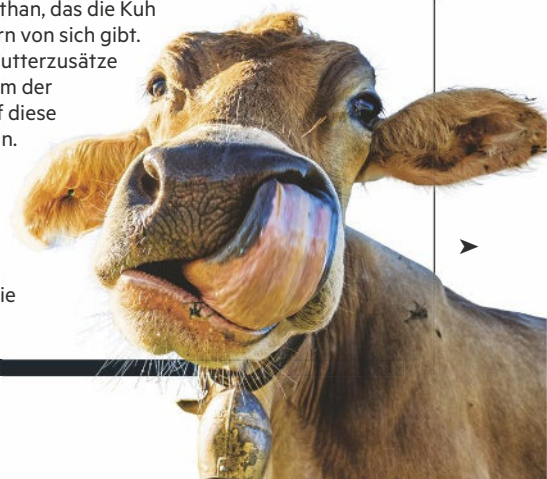 than, das die Kuh
rn von sich gibt.
utterzusätze
m der
f diese
n.
ie